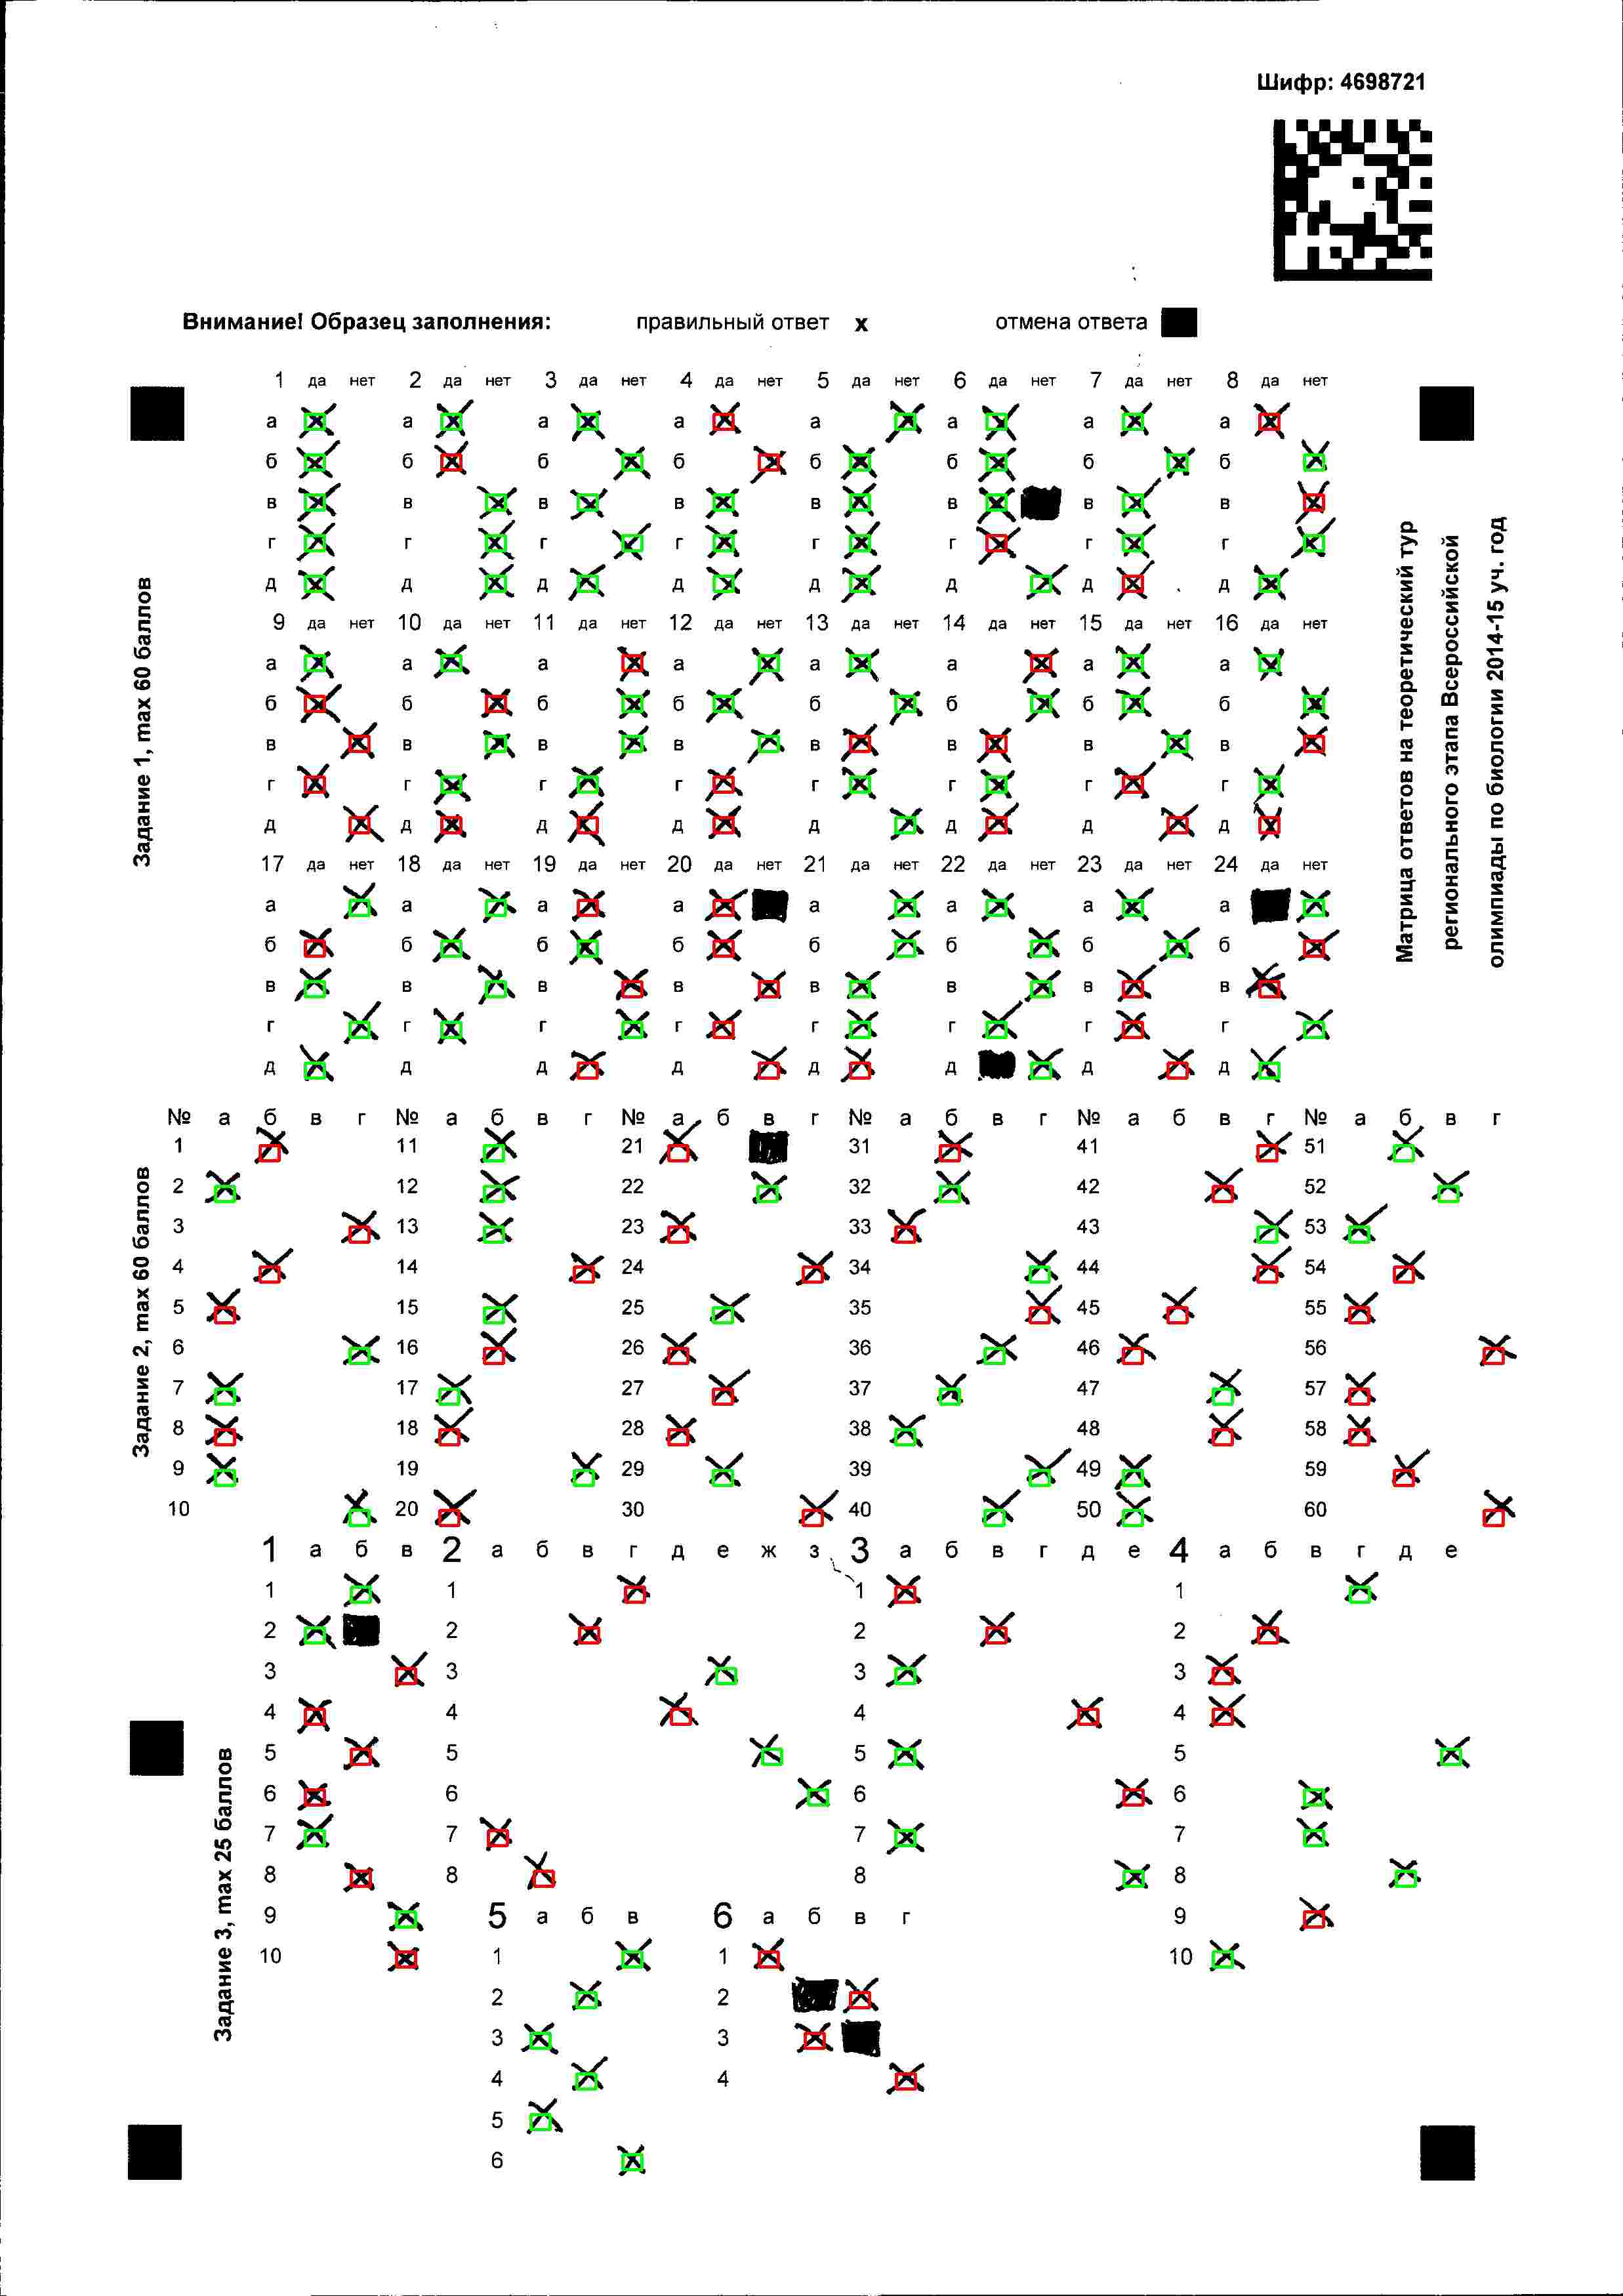 Шифр: 4698721
Внимание! Образец заполнения: правильный ответ х отмена ответа
Задание 1, max 60 баллов
1 да нет 2 да нет 3 да нет 4 да нет 5 да нет 6 да нет 7 да нет 8 да нет
а а а а а а а а
б б б б б б б б
в в в в в в в в
г г г г г г г г
д д д д д д д д
9 да нет 10 да нет 11 да нет 12 да нет 13 да нет 14 да нет 15 да нет 16 да нет
а а а а а а а а
б б б б б б б б
в в в в в в в в
г г г г г г г г
д д д д д д д д
17 да нет 18 да нет 19 да нет 20 да нет 21 да нет 22 да нет 23 да нет 24 да нет
а а а а а а а а
б б б б б б б б
в в в в в в в в
г г г г г г г г
д д д д д д д д
Матрица ответов на теоретический тур
регионального этапа Всероссийской
олимпиады по биологии 2014-15 уч. год
Задание 2, max 60 баллов
№ а б в г № а б в г № а б в г № а б в г № а б в г № а б в г
1 11 21 31 41 51
2 12 22 32 42 52
3 13 23 33 43 53
4 14 24 34 44 54
5 15 25 35 45 55
6 16 26 36 46 56
7 17 27 37 47 57
8 18 28 38 48 58
9 19 29 39 49 59
10 20 30 40 50 60
Задание 3, max 25 баллов
1 а б в 2 а б в г д е ж з 3 а б в г д е 4 а б в г д е
1 1 1 1
2 2 2 2
3 3 3 3
4 4 4 4
5 5 5 5
6 6 6 6
7 7 7 7
8 8 8 8
9 5 а б в 6 а б в г 9
10 1 1 10
2 2
3 3
4 4
5
6